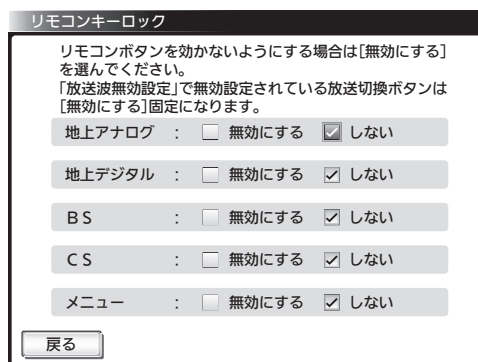 リモコンキーロック
リモコンボタンを効かないようにする場合は[無効にする]
を選んでください。
「放送波無効設定」で無効設定されている放送切換ボタンは
[無効にする]固定になります。
地上アナログ : 無効にする しない
地上デジタル : 無効にする しない
BS : 無効にする しない
CS : 無効にする しない
メニュー : 無効にする しない
戻る